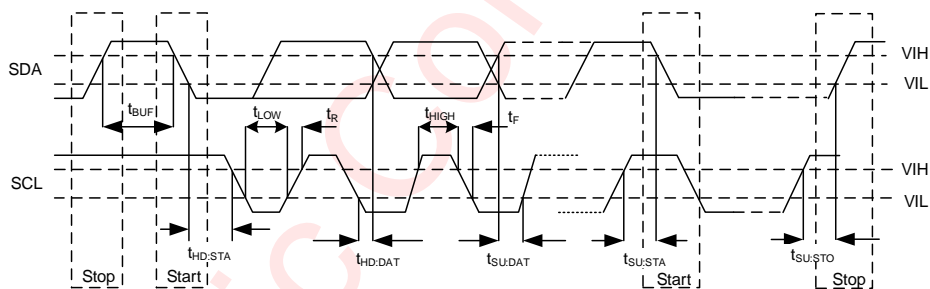 SDA
VIH
VIL
tBUF
tLOW
tR
tHIGH
tF
SCL
VIH
VIL
tHD:STA
tHD:DAT
tSU:DAT
tSU:STA
tSU:STO
Stop
Start
Start
Stop